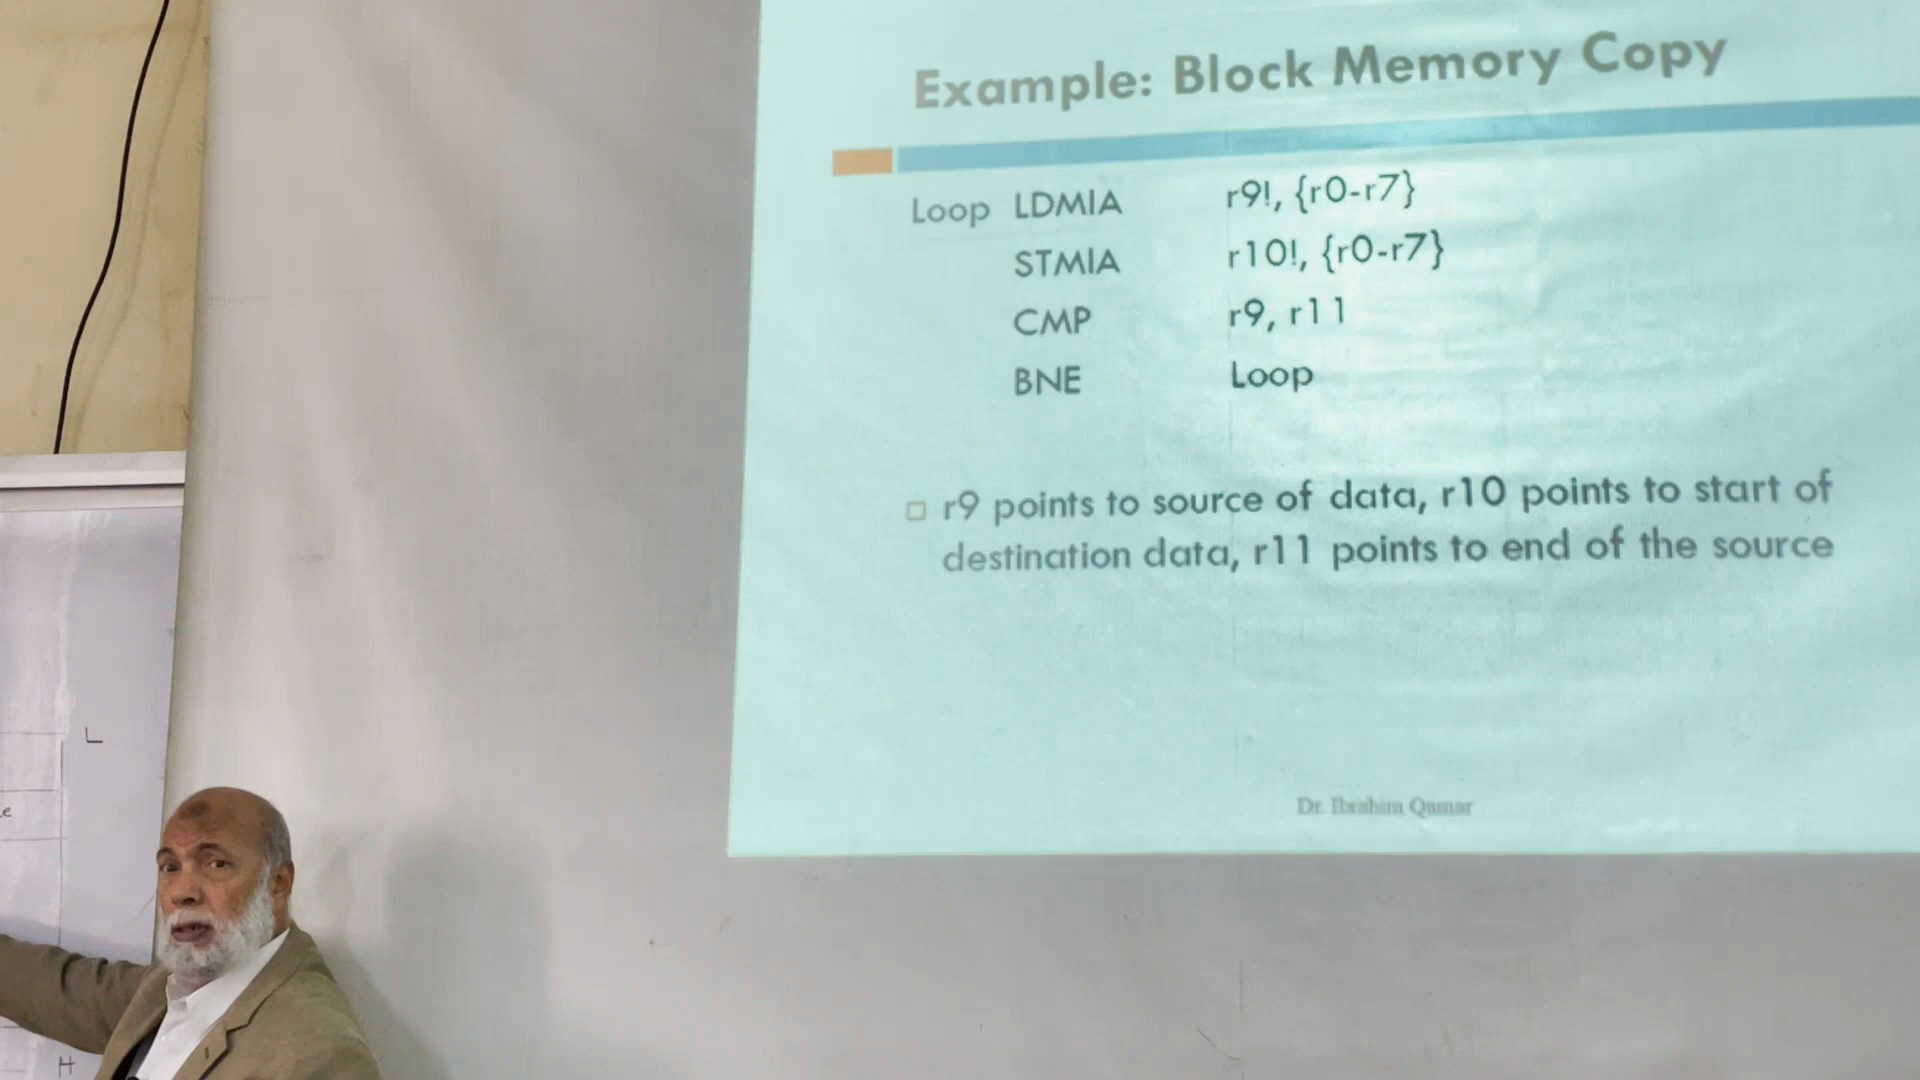 Example: Block Memory Copy
Loop LDMIA r9!, {r0-r7}
STMIA r10!, {r0-r7}
CMP r9, r11
BNE Loop
r9 points to source of data, r10 points to start of
destination data, r11 points to end of the source
Dr. Ibrahim Qamar
L
e
H